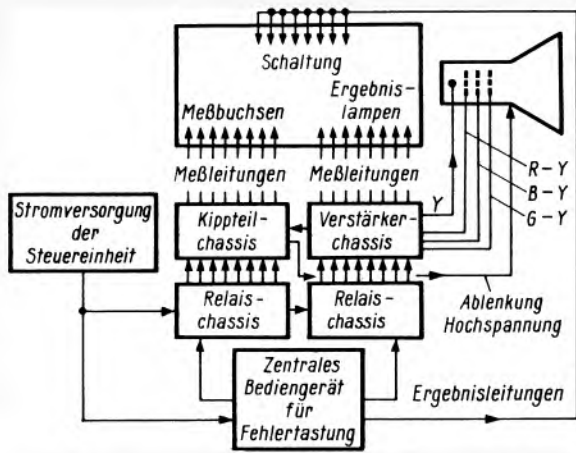 Schaltung
Meßbuchsen
Ergebnis-
lampen
Meßleitungen
Meßleitungen
Y
R-Y
B-Y
G-Y
Stromversorgung
der
Steuereinheit
Kippteil-
chassis
Verstärker-
chassis
Relais-
chassis
Relais-
chassis
Ablenkung
Hochspannung
Zentrales
Bediengerät
für
Fehlertastung
Ergebnisleitungen